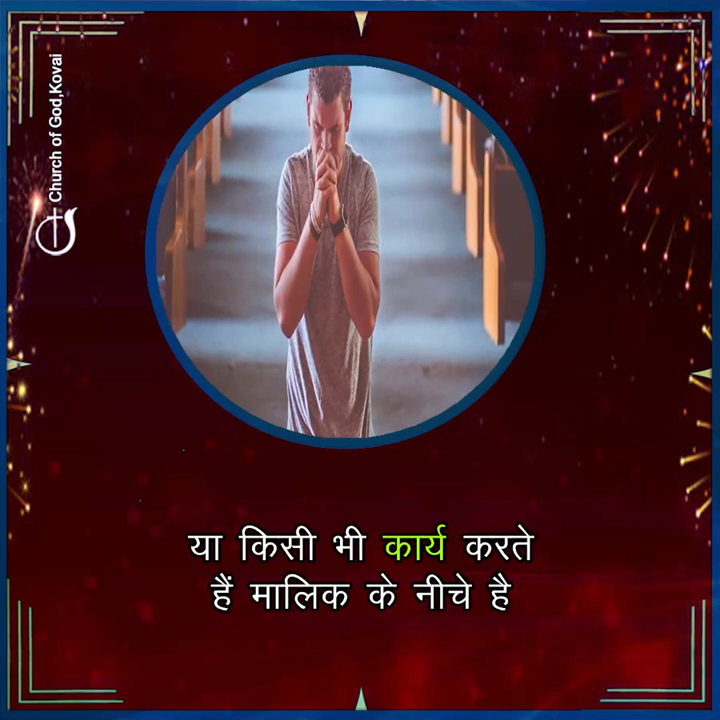 Church of God,Kovai
या किसी भी कार्य करते
हैं मालिक के नीचे है